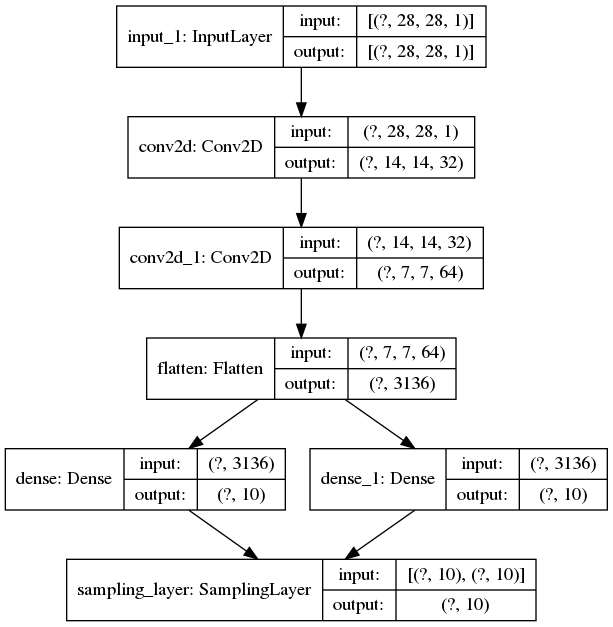 input_1: InputLayer
input: [(?, 28, 28, 1)]
output: [(?, 28, 28, 1)]
conv2d: Conv2D
input: (?, 28, 28, 1)
output: (?, 14, 14, 32)
conv2d_1: Conv2D
input: (?, 14, 14, 32)
output: (?, 7, 7, 64)
flatten: Flatten
input: (?, 7, 7, 64)
output: (?, 3136)
dense: Dense
input: (?, 3136)
output: (?, 10)
dense_1: Dense
input: (?, 3136)
output: (?, 10)
sampling_layer: SamplingLayer
input: [(?, 10), (?, 10)]
output: (?, 10)